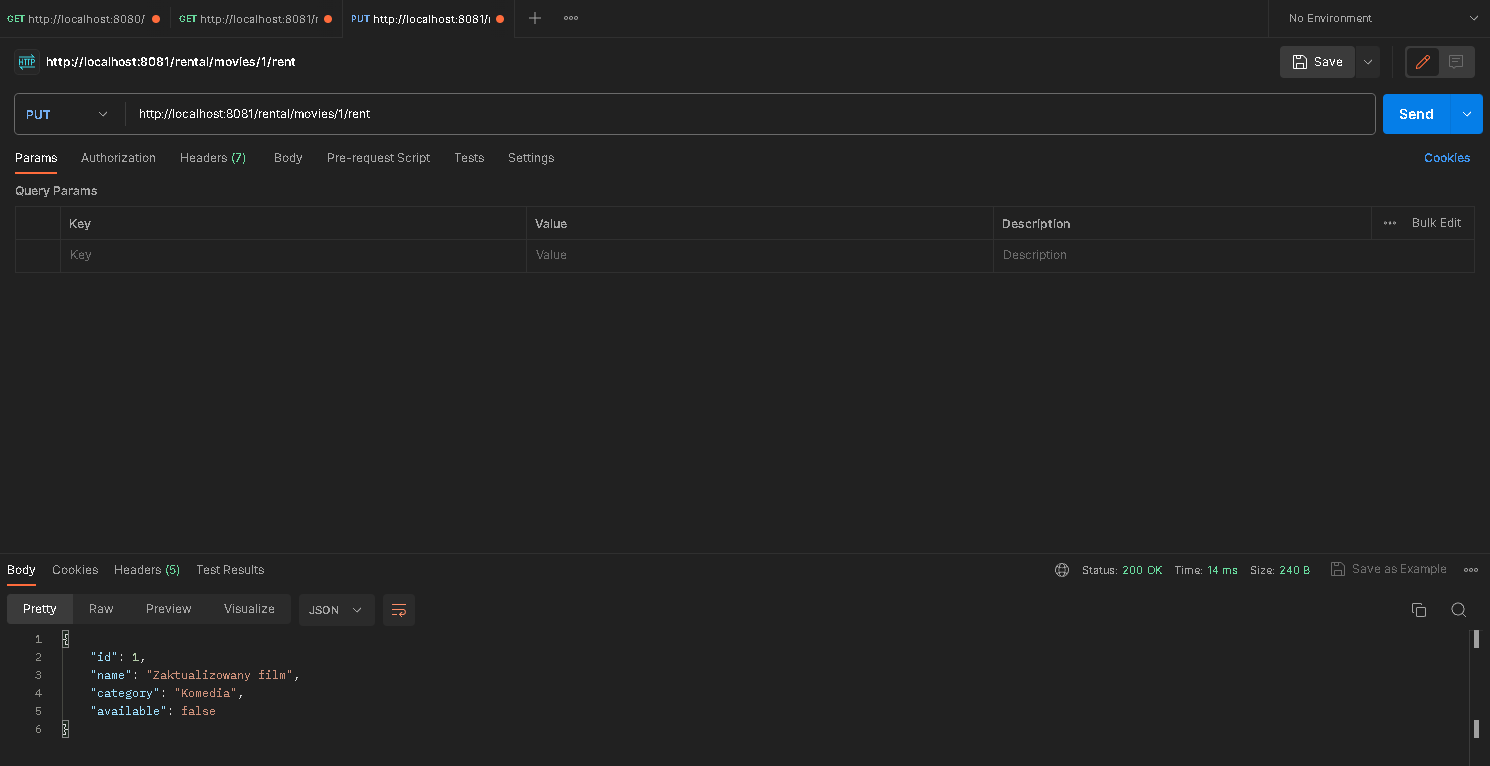 GET http://localhost:8080/
GET http://localhost:8081/r
PUT http://localhost:8081/r
No Environment
HTTP http://localhost:8081/rental/movies/1/rent
Save
PUT http://localhost:8081/rental/movies/1/rent Send
Params Authorization Headers (7) Body Pre-request Script Tests Settings Cookies
Query Params
Key Value Description Bulk Edit
Key Value Description
Body Cookies Headers (5) Test Results Status: 200 OK Time: 14 ms Size: 240 B Save as Example
Pretty Raw Preview Visualize JSON
1 {
2 "id": 1,
3 "name": "Zaktualizowany film",
4 "category": "Komedia",
5 "available": false
6 }